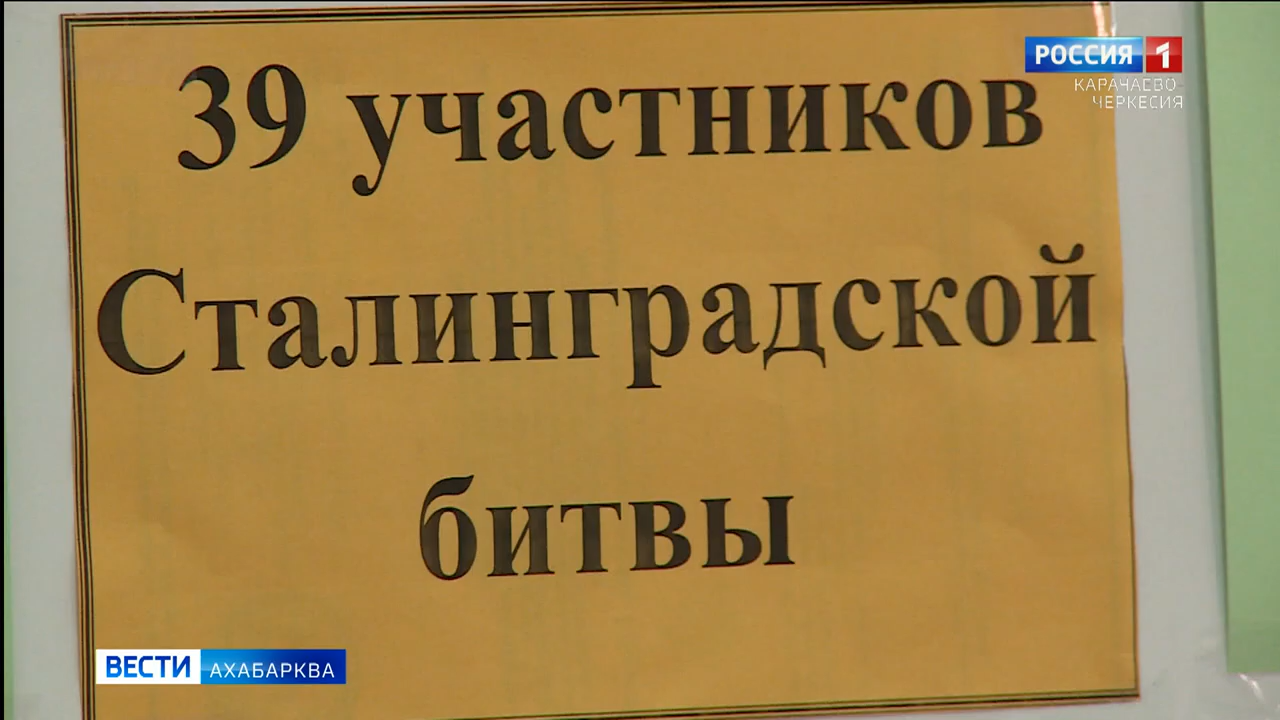 РОССИЯ 1
КАРАЧАЕВО-
ЧЕРКЕСИЯ
39 участников
Сталинградской
битвы
ВЕСТИ АХАБАРКВА